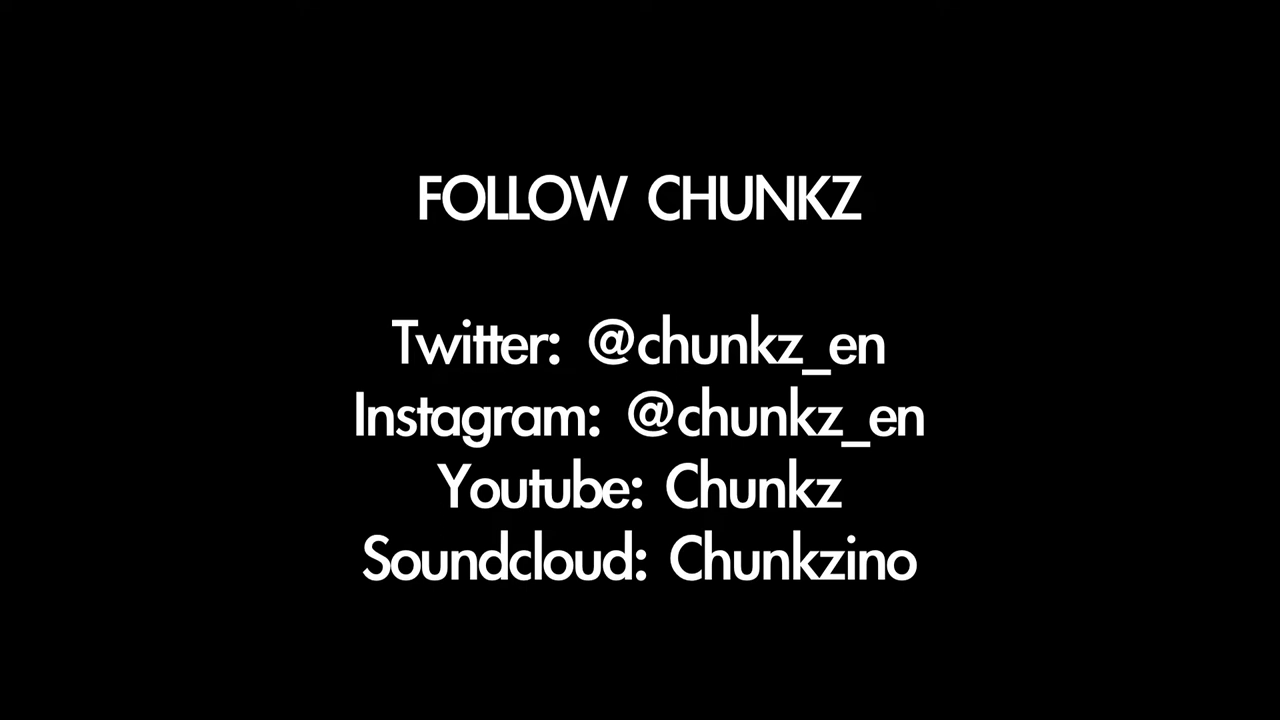 FOLLOW CHUNKZ
Twitter: @chunkz_en
Instagram: @chunkz_en
Youtube: Chunkz
Soundcloud: Chunkzino